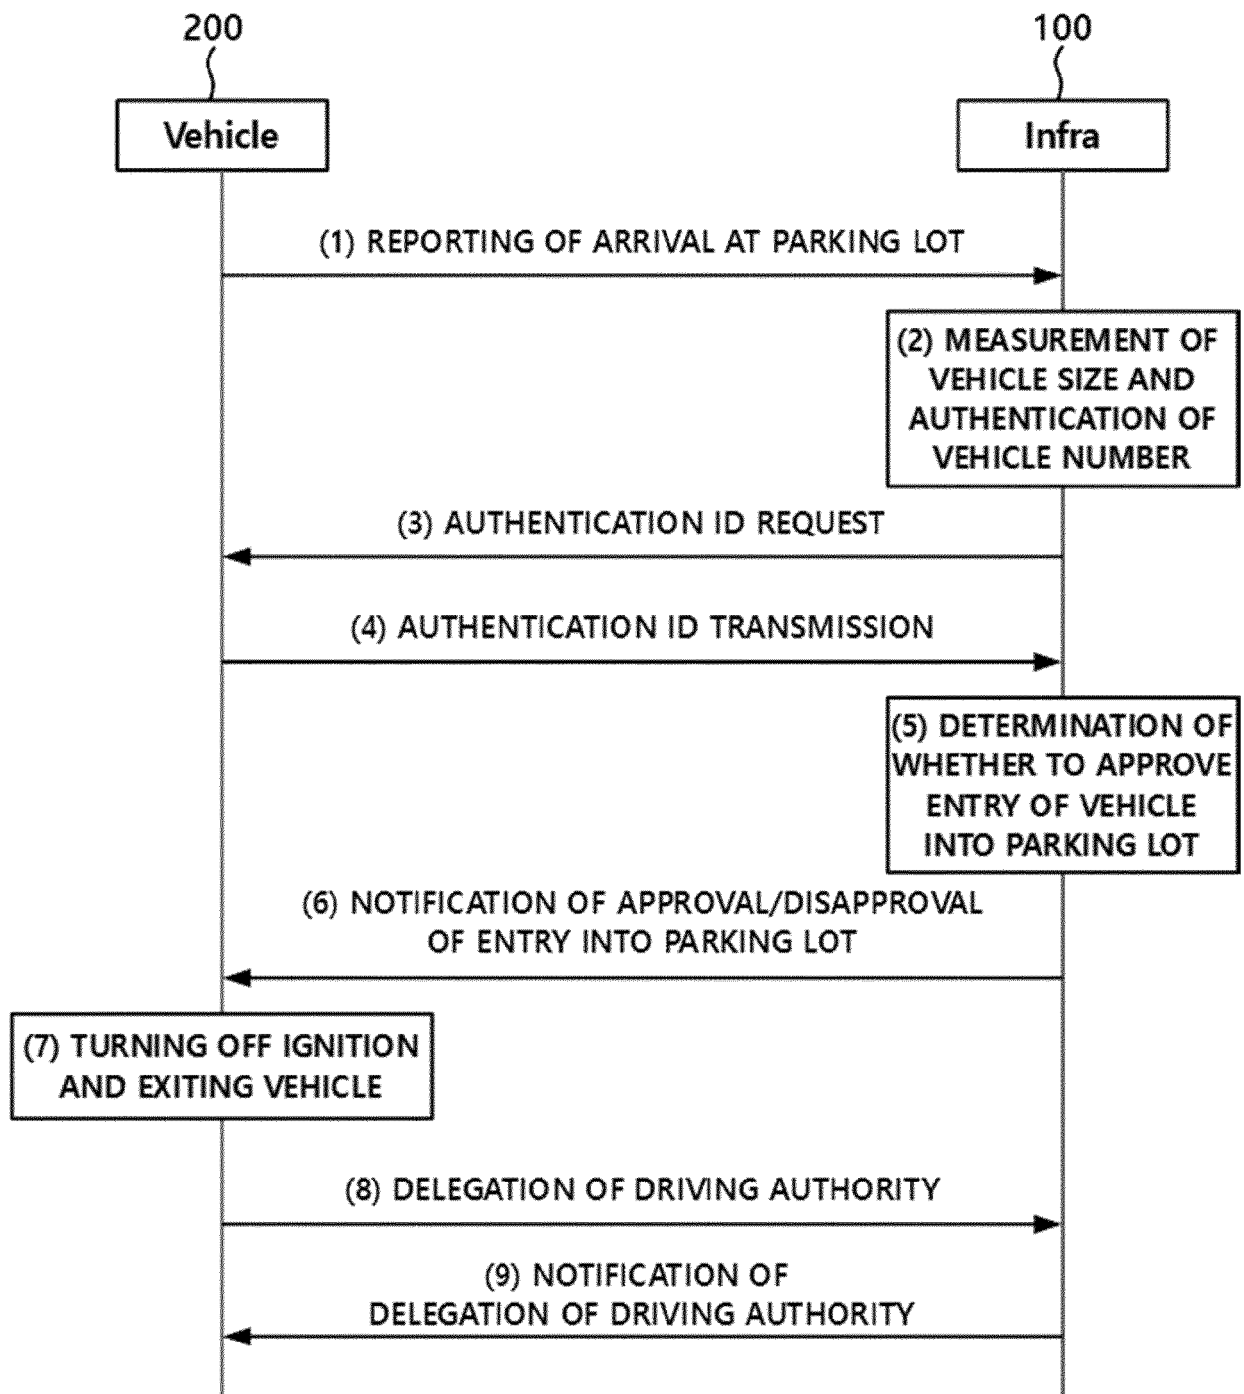 200
100
Vehicle
Infra
(1) REPORTING OF ARRIVAL AT PARKING LOT
(2) MEASUREMENT OF
VEHICLE SIZE AND
AUTHENTICATION OF
VEHICLE NUMBER
(3) AUTHENTICATION ID REQUEST
(4) AUTHENTICATION ID TRANSMISSION
(5) DETERMINATION OF
WHETHER TO APPROVE
ENTRY OF VEHICLE
INTO PARKING LOT
(6) NOTIFICATION OF APPROVAL/DISAPPROVAL
OF ENTRY INTO PARKING LOT
(7) TURNING OFF IGNITION
AND EXITING VEHICLE
(8) DELEGATION OF DRIVING AUTHORITY
(9) NOTIFICATION OF
DELEGATION OF DRIVING AUTHORITY